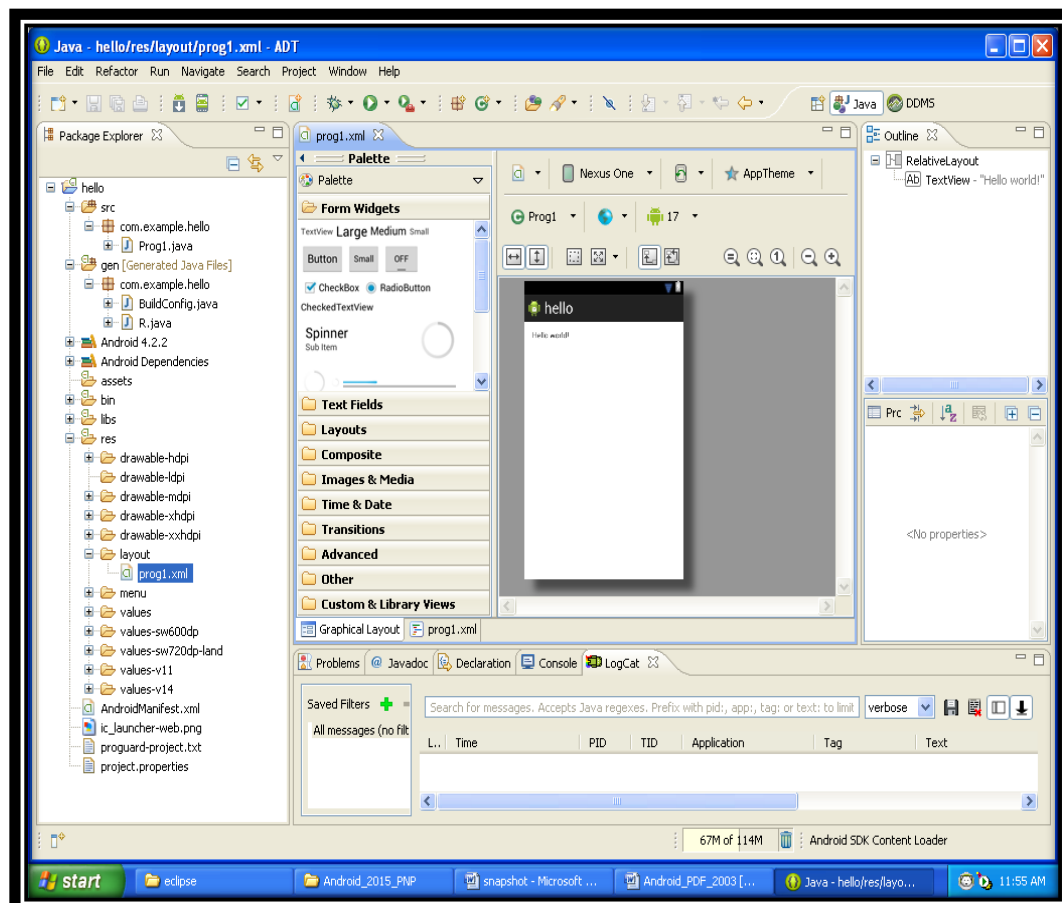 Java - hello/res/layout/prog1.xml - ADT
File Edit Refactor Run Navigate Search Project Window Help
Java DDMS
Package Explorer
hello
src
com.example.hello
Prog1.java
gen [Generated Java Files]
com.example.hello
BuildConfig.java
R.java
Android 4.2.2
Android Dependencies
assets
bin
libs
res
drawable-hdpi
drawable-ldpi
drawable-mdpi
drawable-xhdpi
drawable-xxhdpi
layout
prog1.xml
menu
values
values-sw600dp
values-sw720dp-land
values-v11
values-v14
AndroidManifest.xml
ic_launcher-web.png
proguard-project.txt
project.properties
prog1.xml
Palette
Palette
Form Widgets
TextView Large Medium Small
Button Small OFF
CheckBox RadioButton
CheckedTextView
Spinner
Sub Item
Text Fields
Layouts
Composite
Images & Media
Time & Date
Transitions
Advanced
Other
Custom & Library Views
Graphical Layout prog1.xml
Nexus One AppTheme
Prog1 17
hello
Hello world!
Outline
RelativeLayout
Ab TextView - "Hello world!"
Prc
<No properties>
Problems @ Javadoc Declaration Console LogCat
Saved Filters
All messages (no filt
Search for messages. Accepts Java regexes. Prefix with pid:, app:, tag: or text: to limit
verbose
L.. Time PID TID Application Tag Text
67M of 114M Android SDK Content Loader
start eclipse Android_2015_PNP snapshot - Microsoft ... Android_PDF_2003 [... Java - hello/res/layo... 11:55 AM